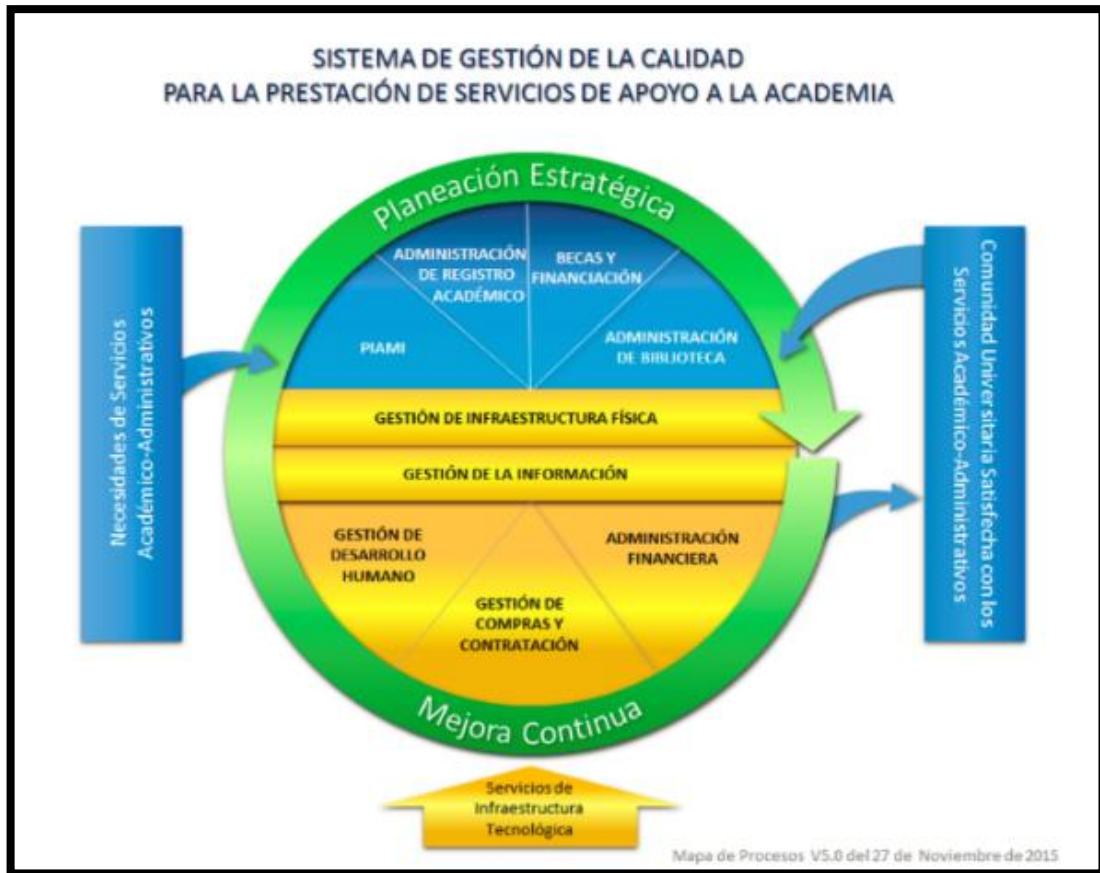 SISTEMA DE GESTIÓN DE LA CALIDAD
PARA LA PRESTACIÓN DE SERVICIOS DE APOYO A LA ACADEMIA
Planeación Estratégica
Necesidades de Servicios
Académico-Administrativos
ADMINISTRACIÓN
DE REGISTRO
ACADÉMICO
BECAS Y
FINANCIACIÓN
PIAMI
ADMINISTRACIÓN
DE BIBLIOTECA
Comunidad Universitaria Satisfecha con los
Servicios Académico-Administrativos
GESTIÓN DE INFRAESTRUCTURA FÍSICA
GESTIÓN DE LA INFORMACIÓN
GESTIÓN DE
DESARROLLO
HUMANO
ADMINISTRACIÓN
FINANCIERA
GESTIÓN DE
COMPRAS Y
CONTRATACIÓN
Mejora Continua
Servicios de
Infraestructura
Tecnológica
Mapa de Procesos V5.0 del 27 de Noviembre de 2015